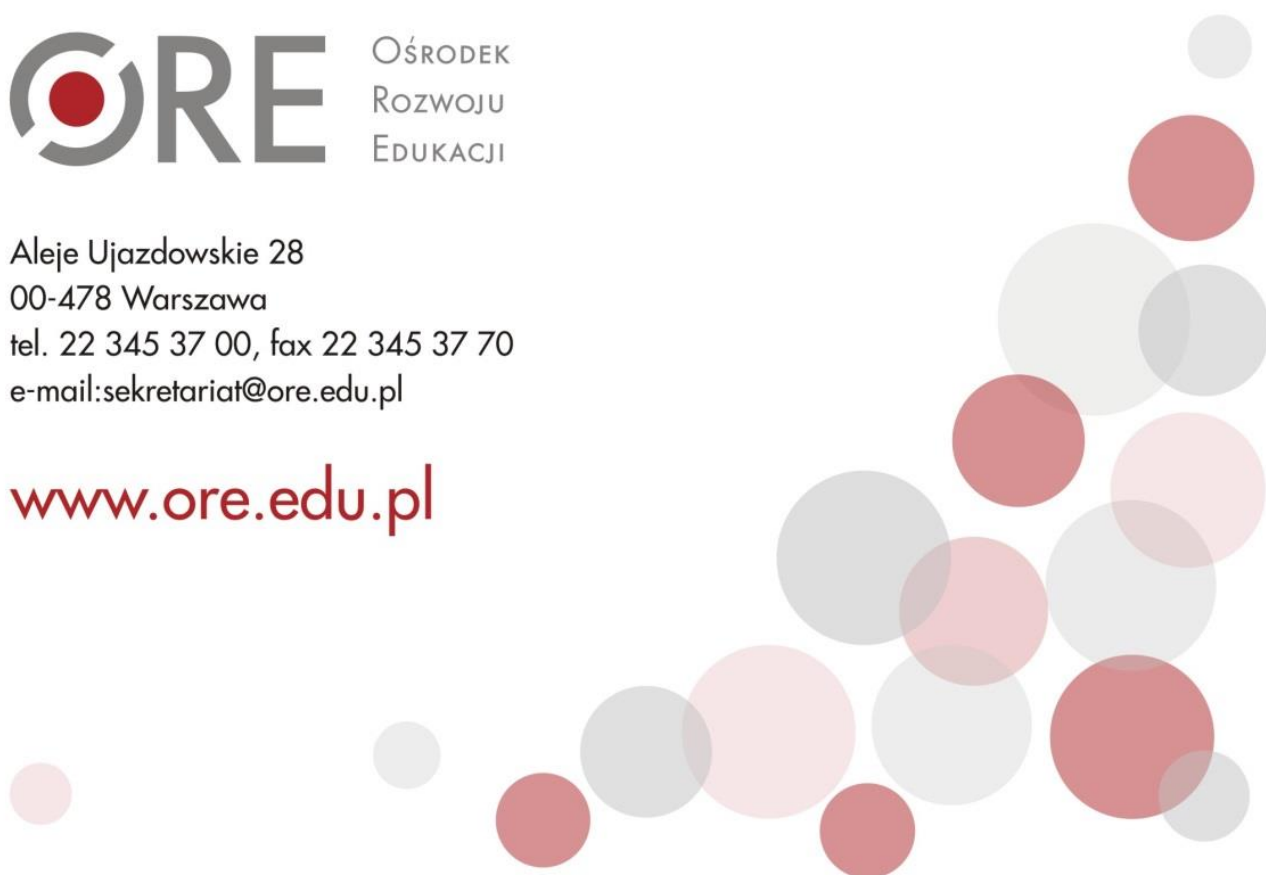 ORE
Ośrodek
Rozwoju
Edukacji
Aleje Ujazdowskie 28
00-478 Warszawa
tel. 22 345 37 00, fax 22 345 37 70
e-mail:sekretariat@ore.edu.pl
www.ore.edu.pl